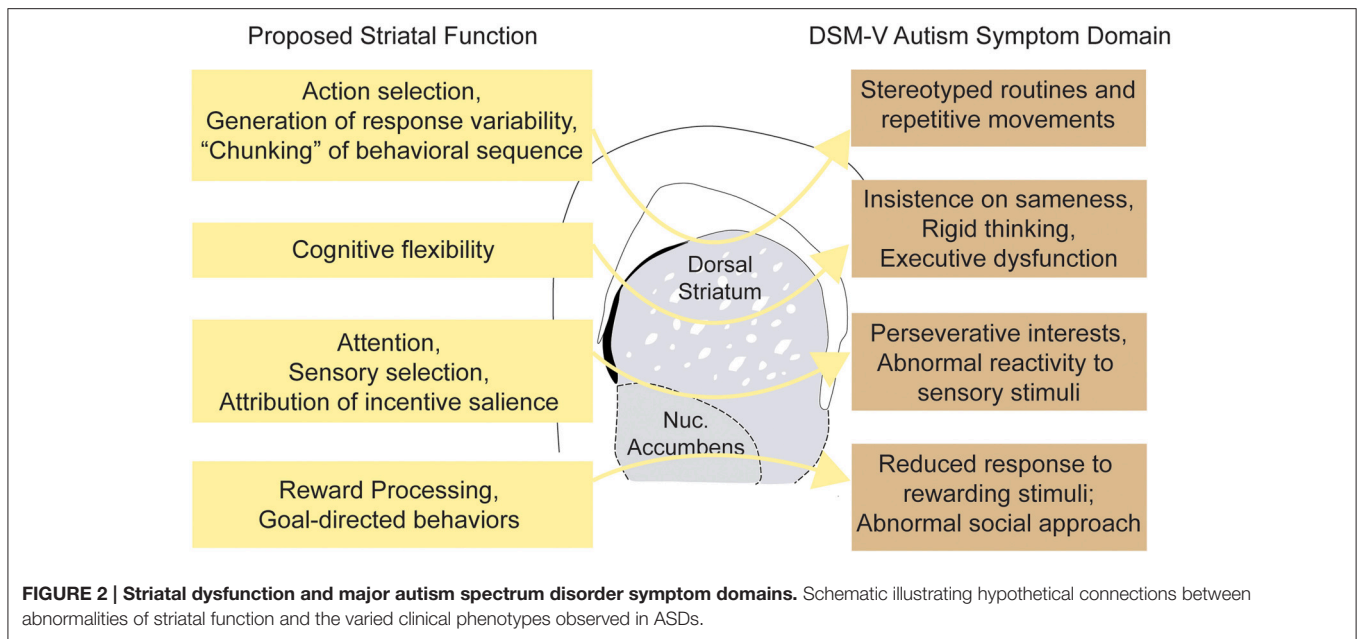 Proposed Striatal Function
DSM-V Autism Symptom Domain
Action selection,
Generation of response variability,
“Chunking” of behavioral sequence
Stereotyped routines and
repetitive movements
Cognitive flexibility
Insistence on sameness,
Rigid thinking,
Executive dysfunction
Dorsal
Striatum
Attention,
Sensory selection,
Attribution of incentive salience
Perseverative interests,
Abnormal reactivity to
sensory stimuli
Nuc.
Accumbens
Reward Processing,
Goal-directed behaviors
Reduced response to
rewarding stimuli;
Abnormal social approach
FIGURE 2 | Striatal dysfunction and major autism spectrum disorder symptom domains. Schematic illustrating hypothetical connections between
abnormalities of striatal function and the varied clinical phenotypes observed in ASDs.